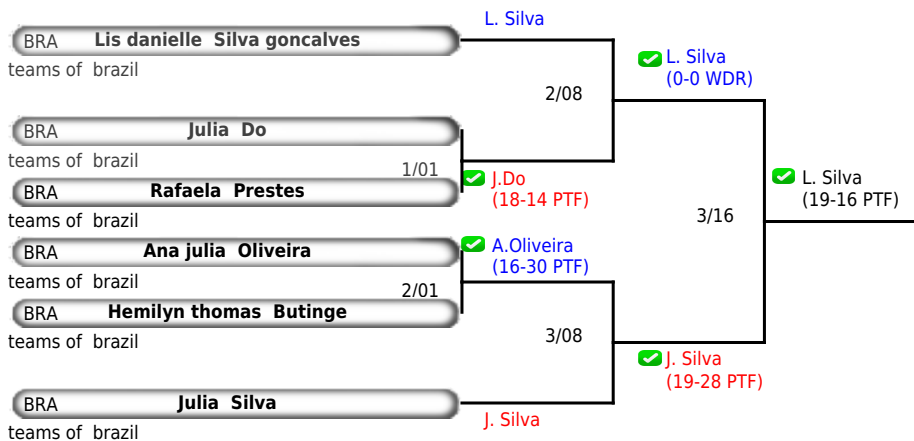 L. Silva
BRA Lis danielle Silva goncalves
teams of brazil
L. Silva
(0-0 WDR)
2/08
BRA Julia Do
teams of brazil
1/01
J.Do
(18-14 PTF)
BRA Rafaela Prestes
teams of brazil
L. Silva
(19-16 PTF)
3/16
BRA Ana julia Oliveira
teams of brazil
A.Oliveira
(16-30 PTF)
2/01
BRA Hemilyn thomas Butinge
teams of brazil
3/08
J. Silva
(19-28 PTF)
BRA Julia Silva
teams of brazil
J. Silva